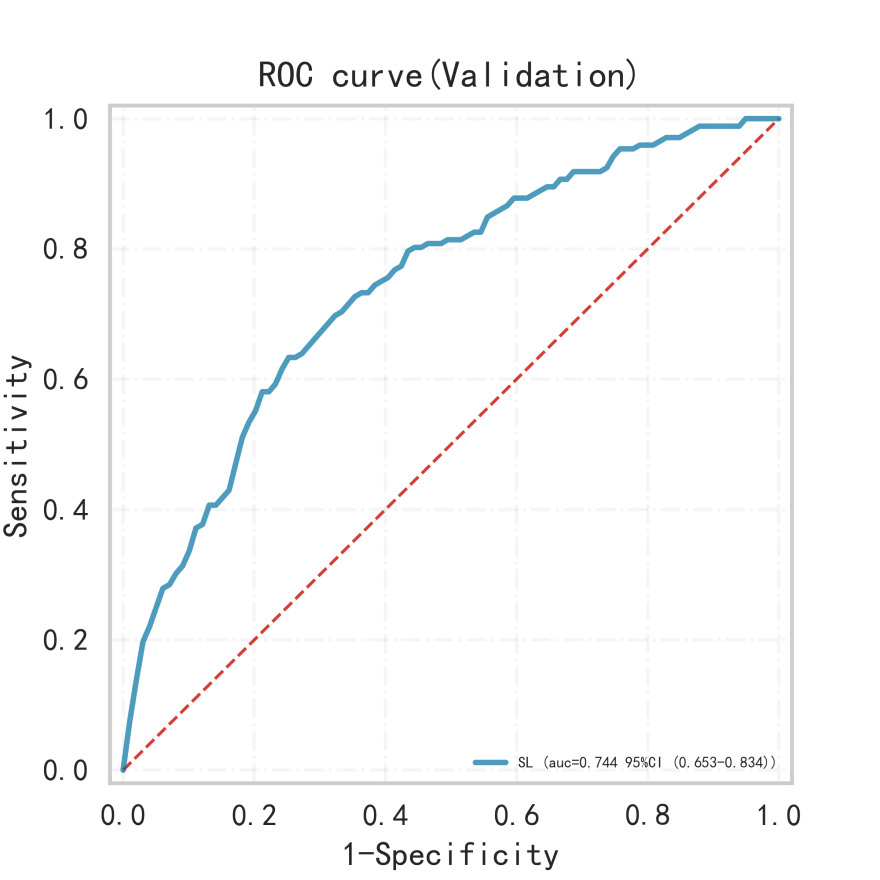 ROC curve(Validation)
1.0
0.8
0.6
0.4
0.2
0.0
Sensitivity
SL (auc=0.744 95%CI (0.653-0.834))
0.0 0.2 0.4 0.6 0.8 1.0
1-Specificity